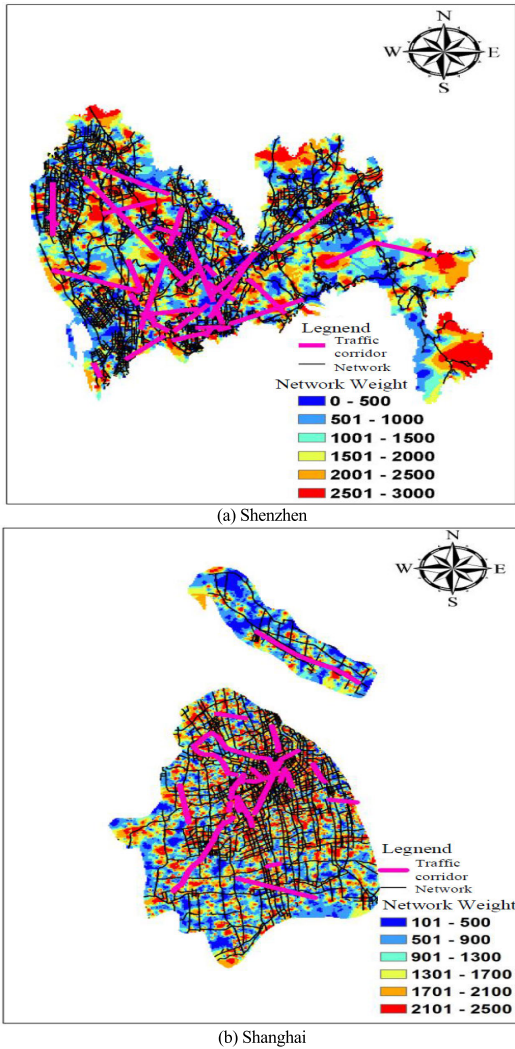 N
W E
S
Legnend
Traffic
corridor
Network
Network Weight
0 - 500
501 - 1000
1001 - 1500
1501 - 2000
2001 - 2500
2501 - 3000
(a) Shenzhen
N
W E
S
Legnend
Traffic
corridor
Network
Network Weight
101 - 500
501 - 900
901 - 1300
1301 - 1700
1701 - 2100
2101 - 2500
(b) Shanghai